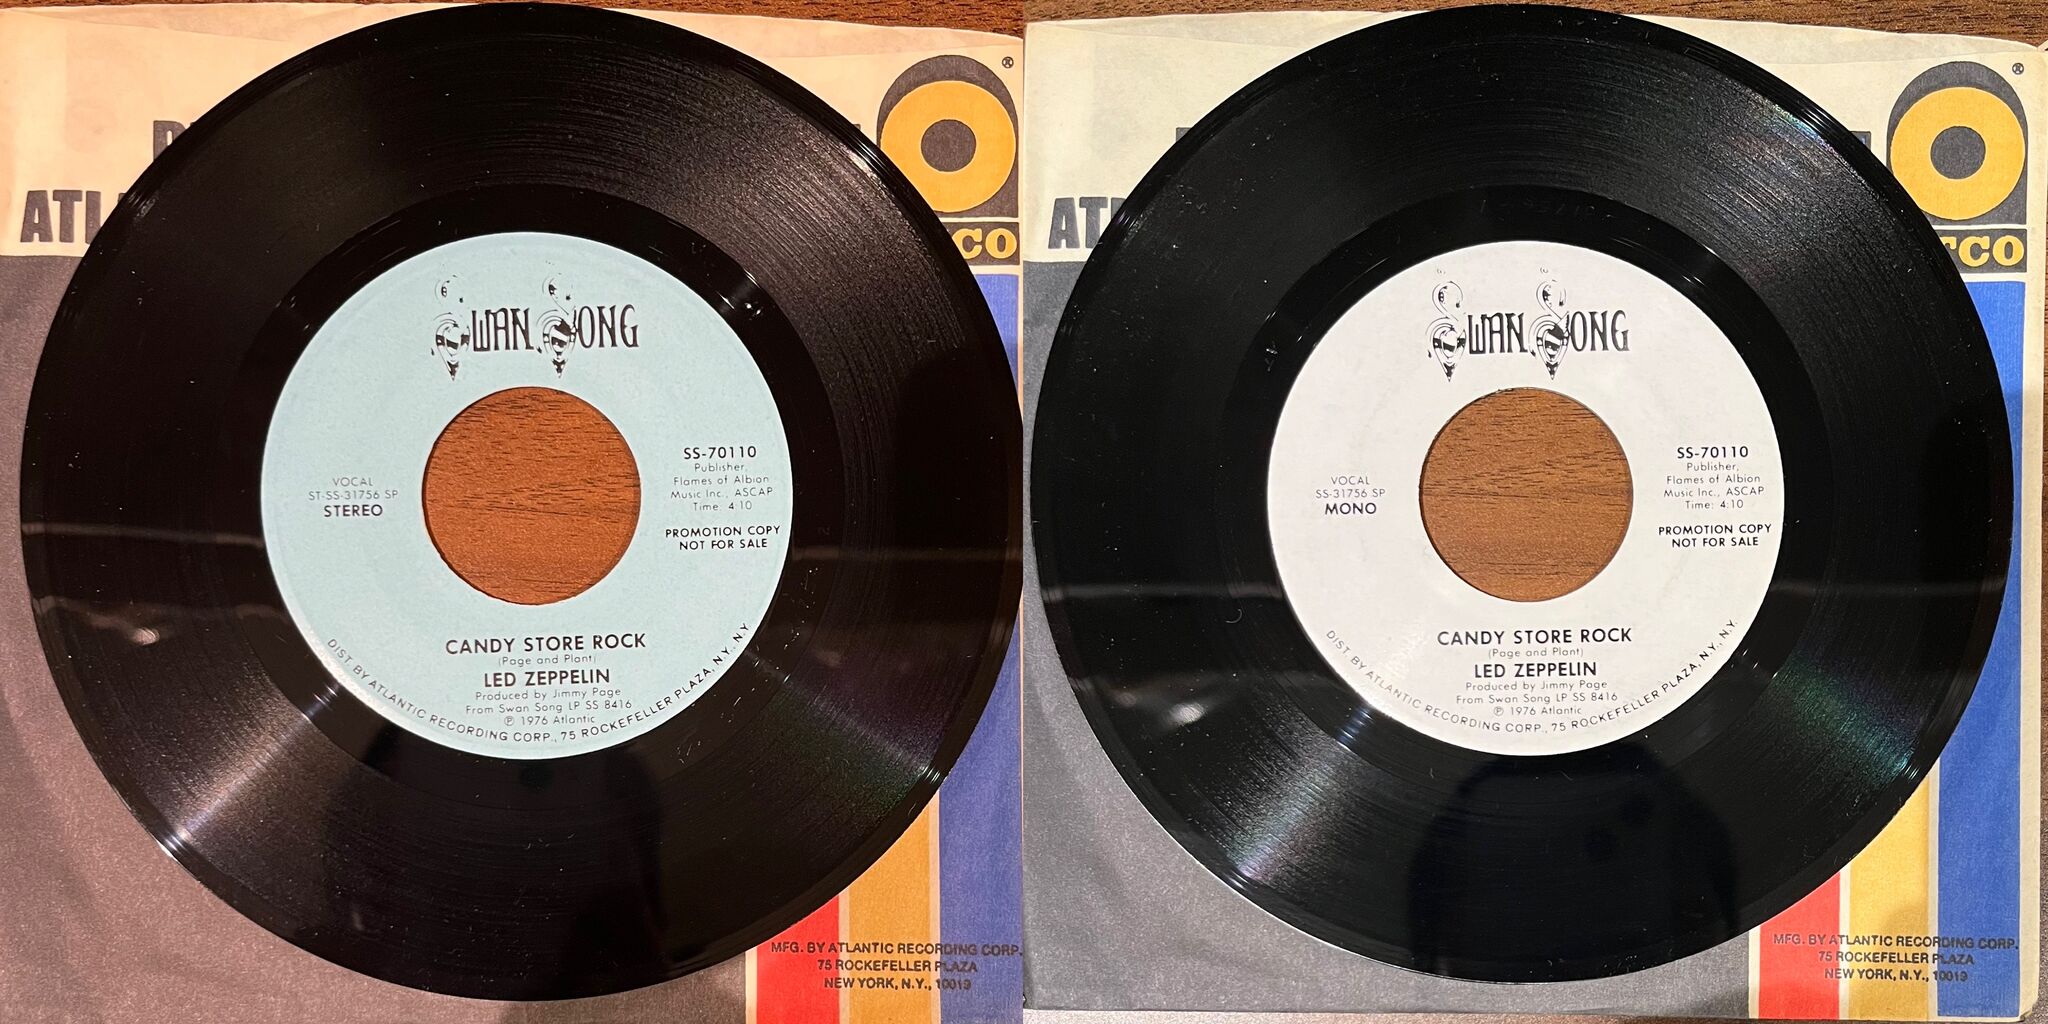 ATL
®
CO
SWAN SONG
SS-70110
Publisher,
Flames of Albion
Music Inc., ASCAP
Time: 4:10
VOCAL
ST-SS-31756 SP
STEREO
PROMOTION COPY
NOT FOR SALE
CANDY STORE ROCK
(Page and Plant)
LED ZEPPELIN
Produced by Jimmy Page
From Swan Song LP SS 8416
℗ 1976 Atlantic
DIST. BY ATLANTIC RECORDING CORP., 75 ROCKEFELLER PLAZA, N.Y., N.Y.
MFG. BY ATLANTIC RECORDING CORP.
75 ROCKEFELLER PLAZA
NEW YORK, N.Y., 10019
ATL
®
TCO
SWAN SONG
SS-70110
Publisher,
Flames of Albion
Music Inc., ASCAP
Time: 4:10
VOCAL
SS-31756 SP
MONO
PROMOTION COPY
NOT FOR SALE
CANDY STORE ROCK
(Page and Plant)
LED ZEPPELIN
Produced by Jimmy Page
From Swan Song LP SS 8416
℗ 1976 Atlantic
DIST. BY ATLANTIC RECORDING CORP., 75 ROCKEFELLER PLAZA, N.Y., N.Y.
MFG. BY ATLANTIC RECORDING CORP.
75 ROCKEFELLER PLAZA
NEW YORK, N.Y., 10019